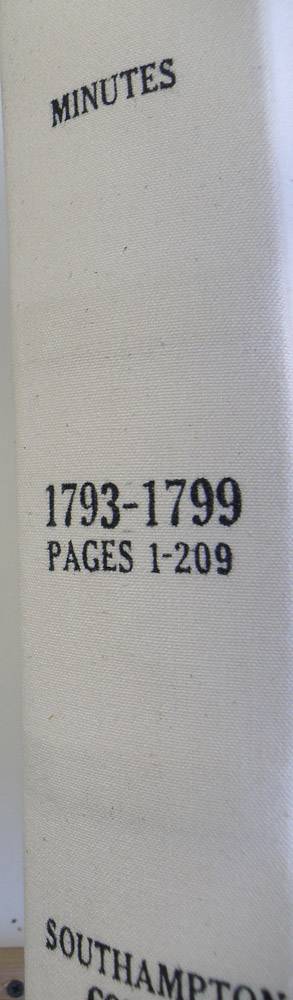 MINUTES
1793-1799
PAGES 1-209
SOUTHAMPTON